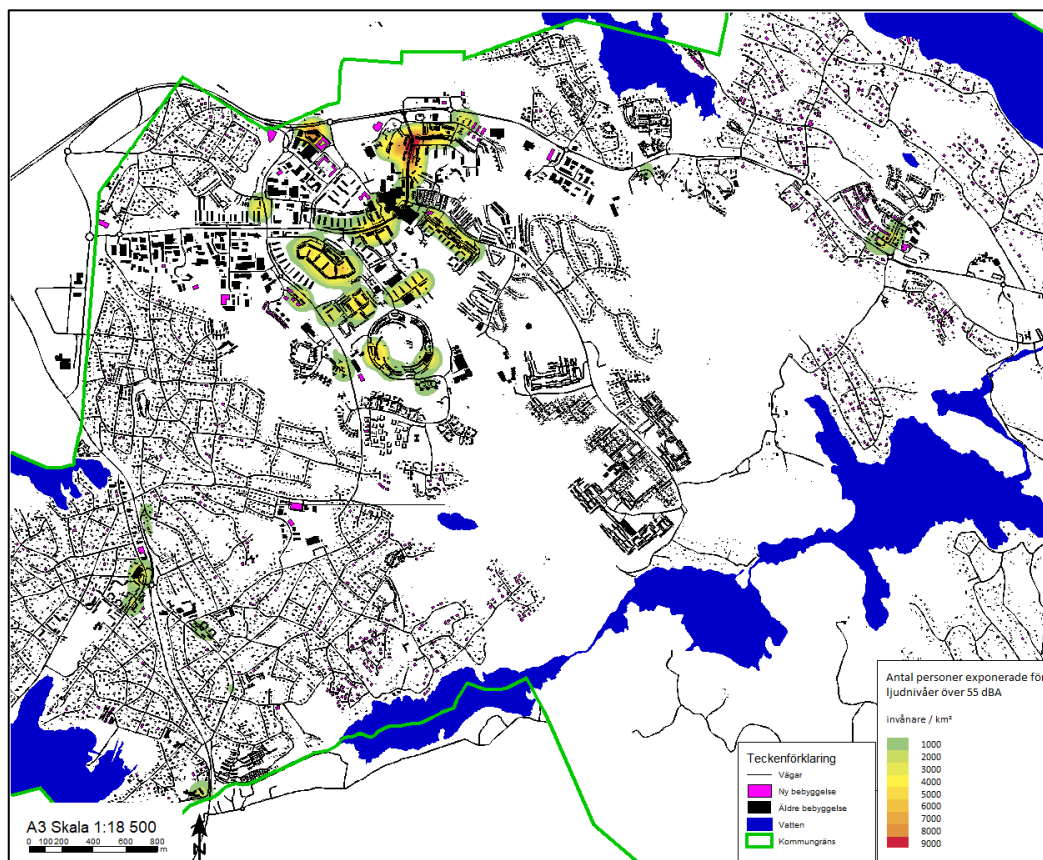 Antal personer exponerade för
ljudnivåer över 55 dBA
invånare / km²
1000
2000
3000
4000
6000
7000
8000
9000
Teckenförklaring
Vägar
Ny bebyggelse
Äldre bebyggelse
Vatten
Kommungräns
A3 Skala 1:18 500
0 100 200 400 600 800
m
N